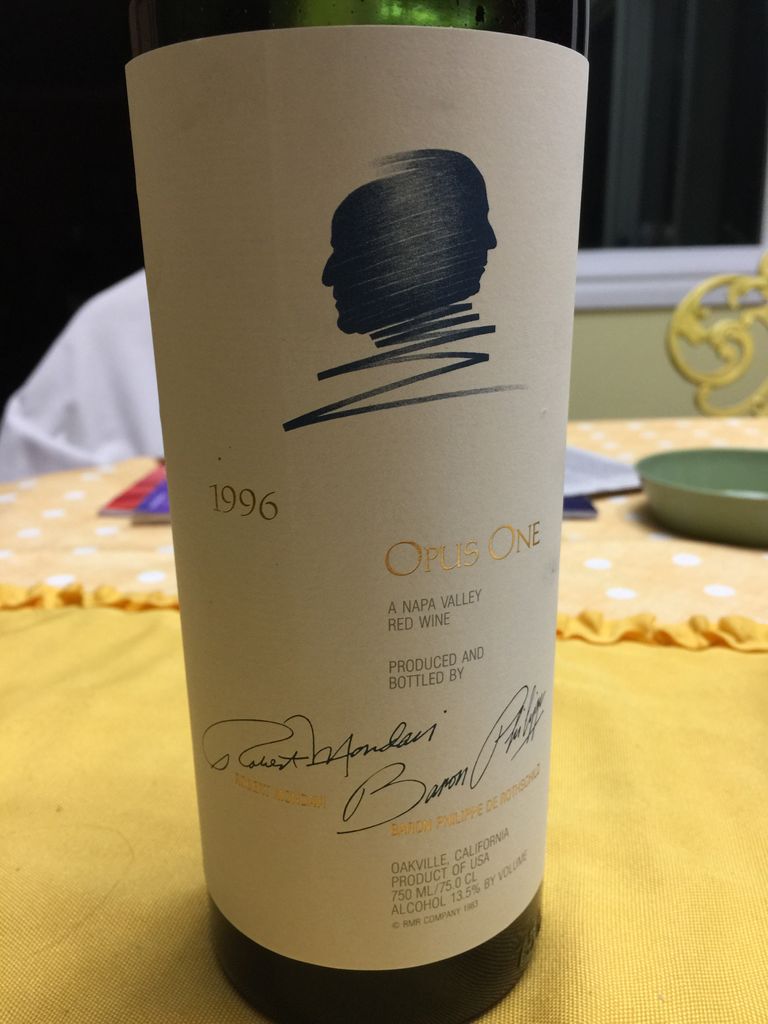 1996
OPUS ONE
A NAPA VALLEY
RED WINE
PRODUCED AND
BOTTLED BY
Robert Mondavi
Baron Philippe
ROBERT MONDAVI
BARON PHILIPPE DE ROTHSCHILD
OAKVILLE, CALIFORNIA
PRODUCT OF USA
750 ML/75.0 CL
ALCOHOL 13.5% BY VOLUME
© RMR COMPANY 1983